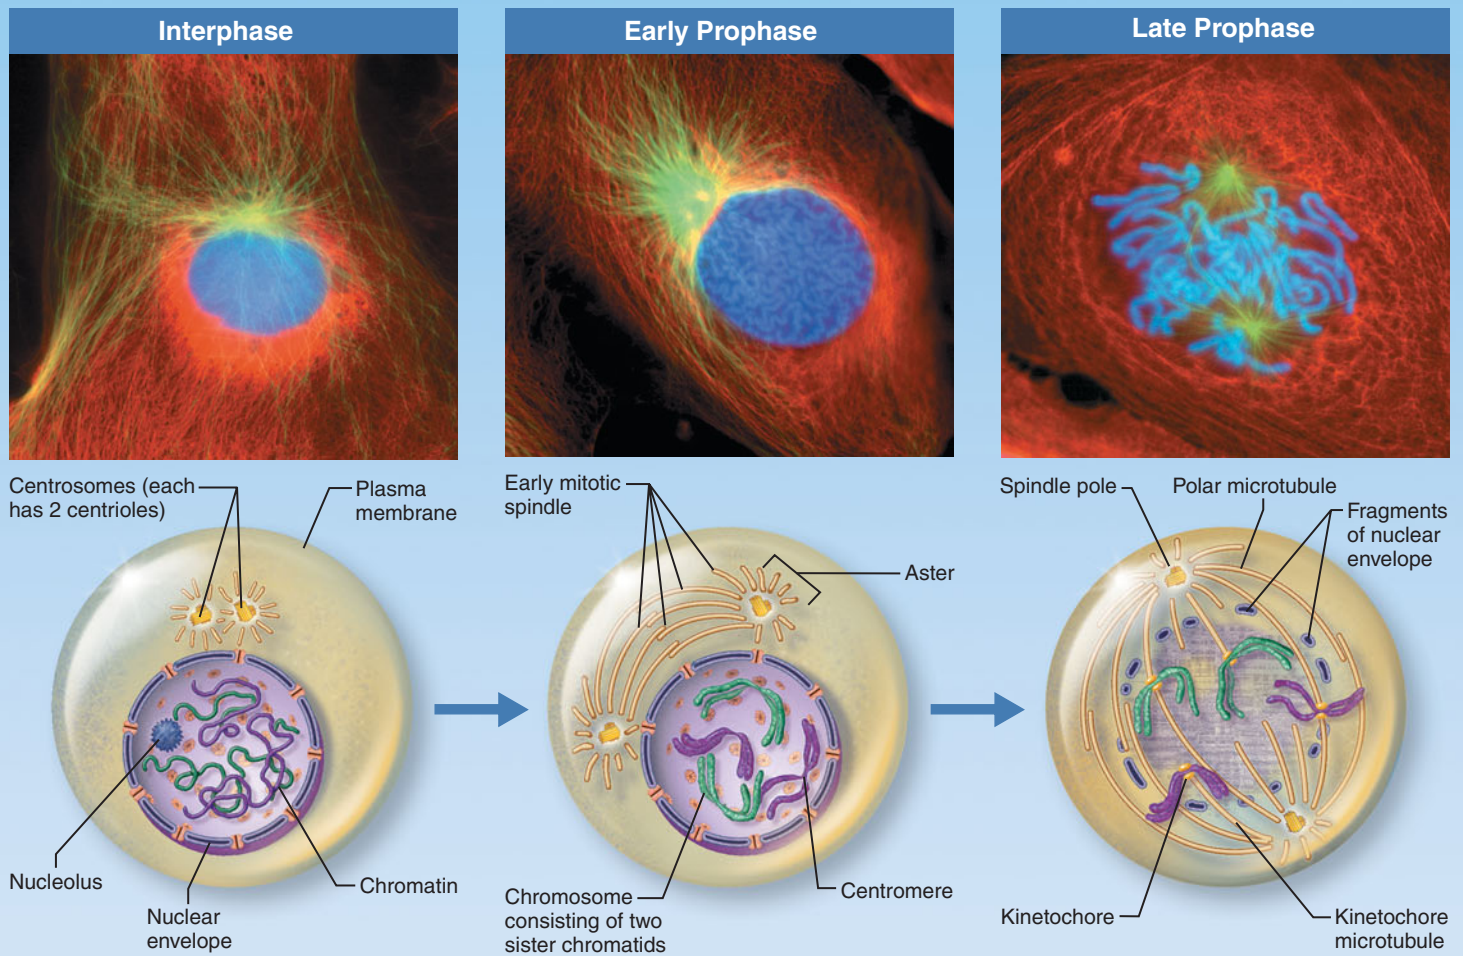 Interphase
Early Prophase
Late Prophase
Centrosomes (each
has 2 centrioles)
Plasma
membrane
Nucleolus
Nuclear
envelope
Chromatin
Early mitotic
spindle
Aster
Chromosome
consisting of two
sister chromatids
Centromere
Spindle pole
Polar microtubule
Fragments
of nuclear
envelope
Kinetochore
Kinetochore
microtubule